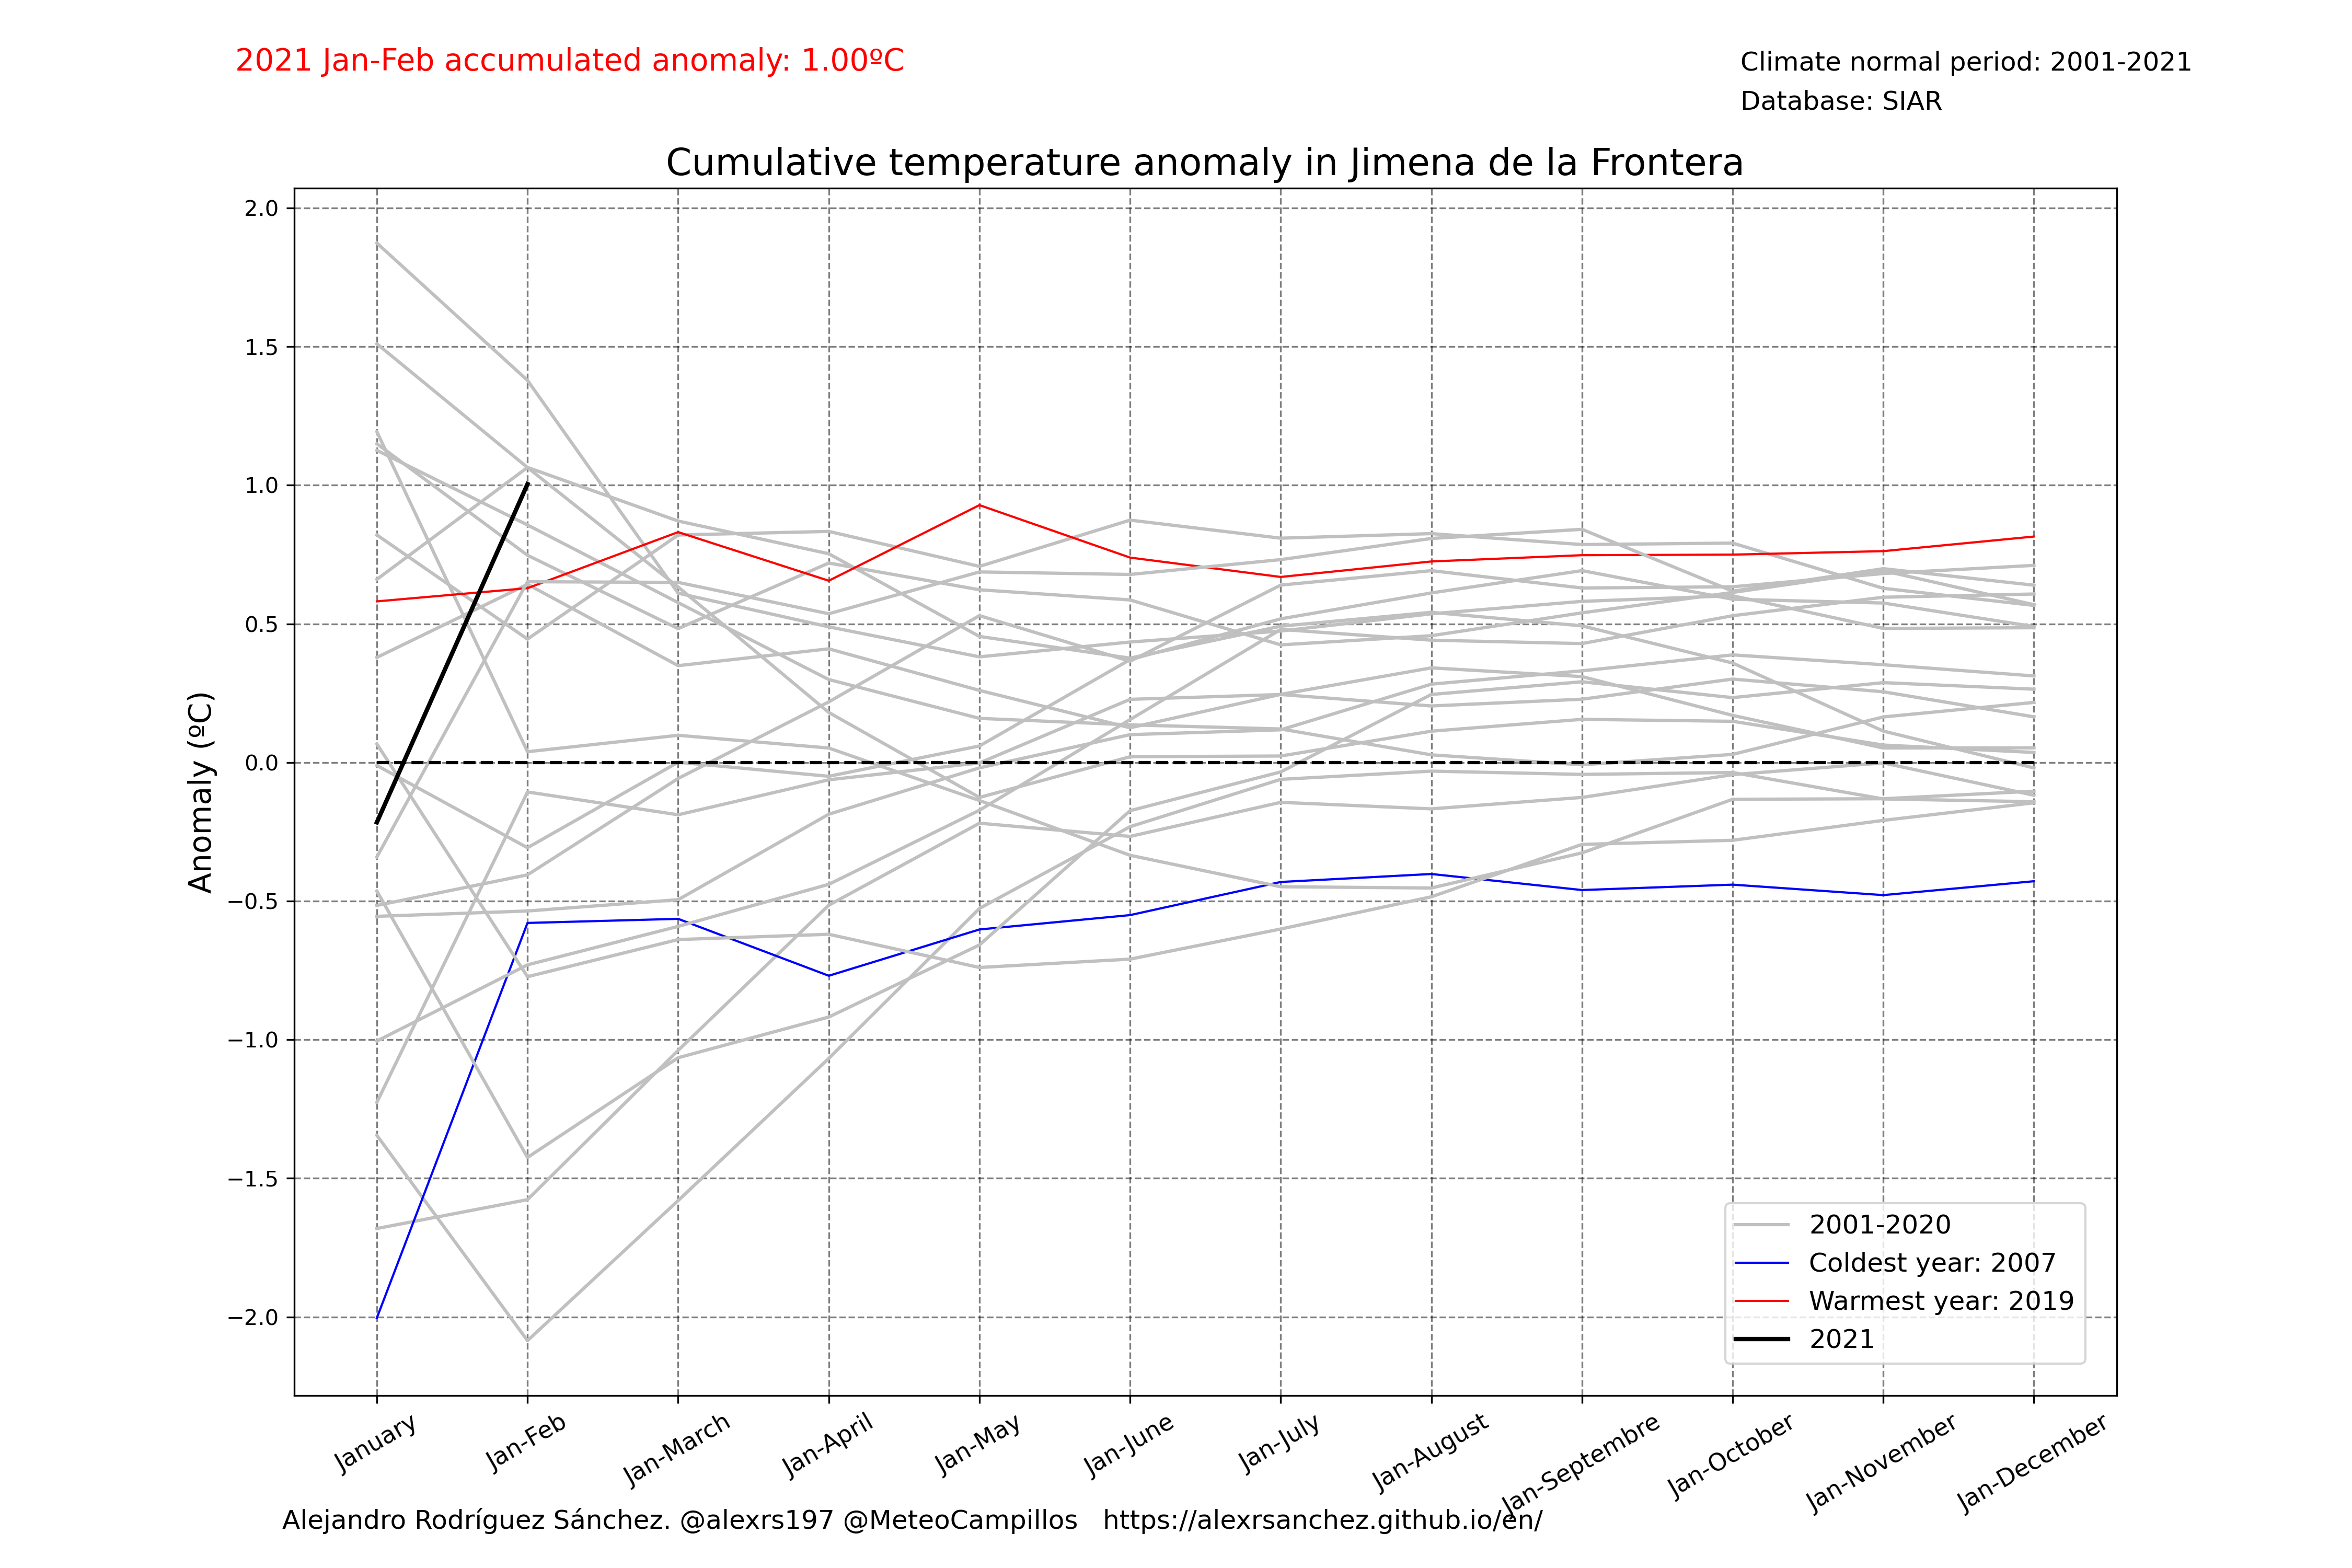 2021 Jan-Feb accumulated anomaly: 1.00ºC
Climate normal period: 2001-2021
Database: SIAR
Cumulative temperature anomaly in Jimena de la Frontera
Anomaly (ºC)
2.0
1.5
1.0
0.5
0.0
−0.5
−1.0
−1.5
−2.0
2001-2020
Coldest year: 2007
Warmest year: 2019
2021
January
Jan-Feb
Jan-March
Jan-April
Jan-May
Jan-June
Jan-July
Jan-August
Jan-Septembre
Jan-October
Jan-November
Jan-December
Alejandro Rodríguez Sánchez. @alexrs197 @MeteoCampillos https://alexrsanchez.github.io/en/